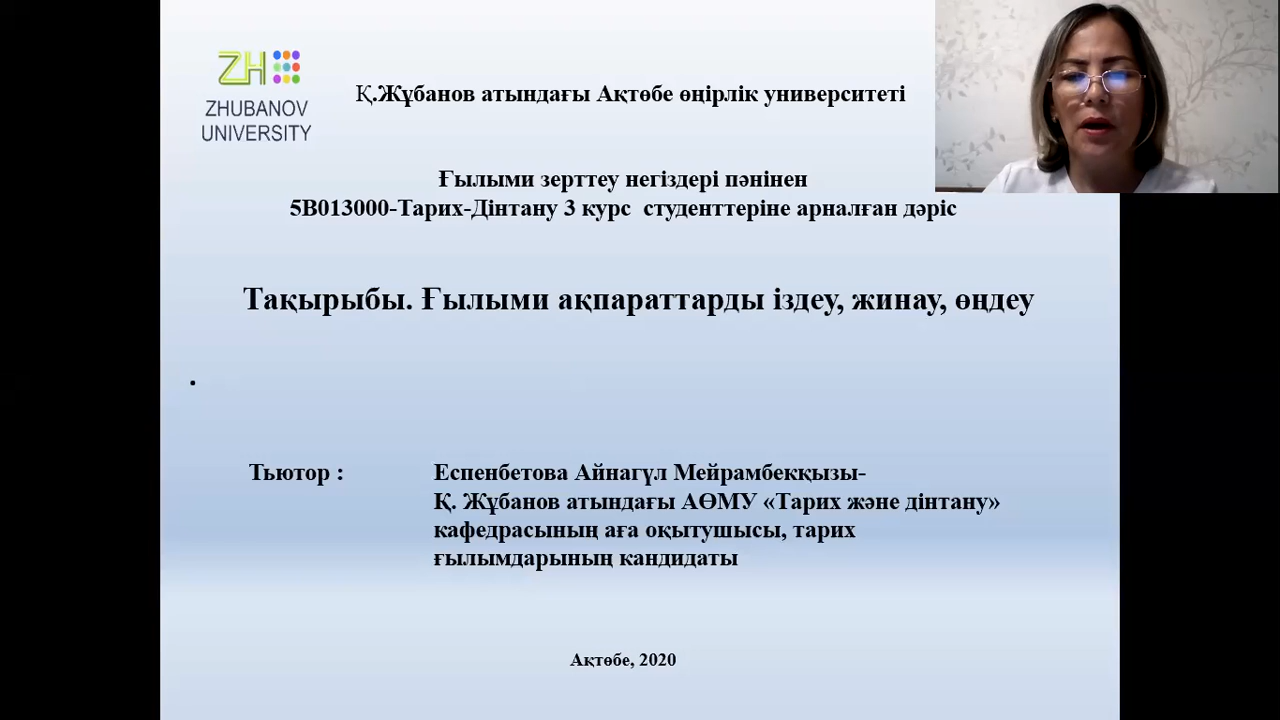 ZH
ZHUBANOV
UNIVERSITY
Қ.Жұбанов атындағы Ақтөбе өңірлік университеті
Ғылыми зерттеу негіздері пәнінен
5В013000-Тарих-Дінтану 3 курс студенттеріне арналған дәріс
Тақырыбы. Ғылыми ақпараттарды іздеу, жинау, өңдеу
Тьютор : Еспенбетова Айнагүл Мейрамбекқызы-
Қ. Жұбанов атындағы АӨМУ «Тарих және дінтану»
кафедрасының аға оқытушысы, тарих
ғылымдарының кандидаты
Ақтөбе, 2020